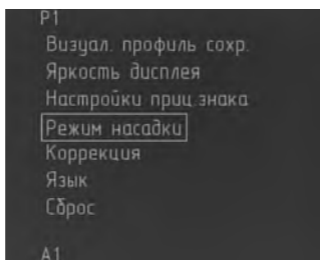 P1
Визуал. профиль сохр.
Яркость дисплея
Настройки приц.знака
Режим насадки
Коррекция
Язык
Сброс
A1